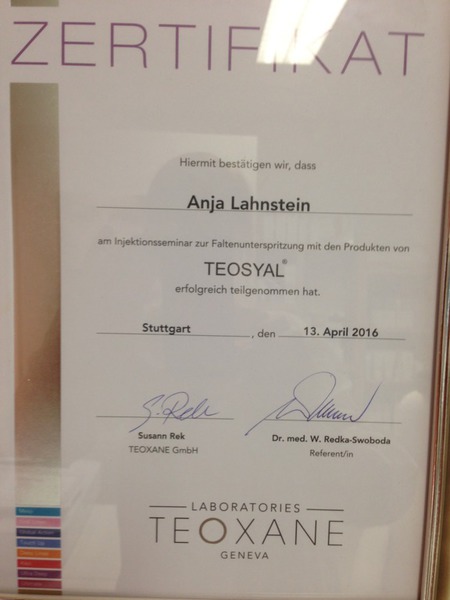 ZERTIFIKAT
Hiermit bestätigen wir, dass
Anja Lahnstein
am Injektionsseminar zur Faltenunterspritzung mit den Produkten von
TEOSYAL®
erfolgreich teilgenommen hat.
Stuttgart , den 13. April 2016
S. Rek
Susann Rek
TEOXANE GmbH
Dr. med. W. Redka-Swoboda
Referent/in
LABORATORIES
TEOXANE
GENEVA